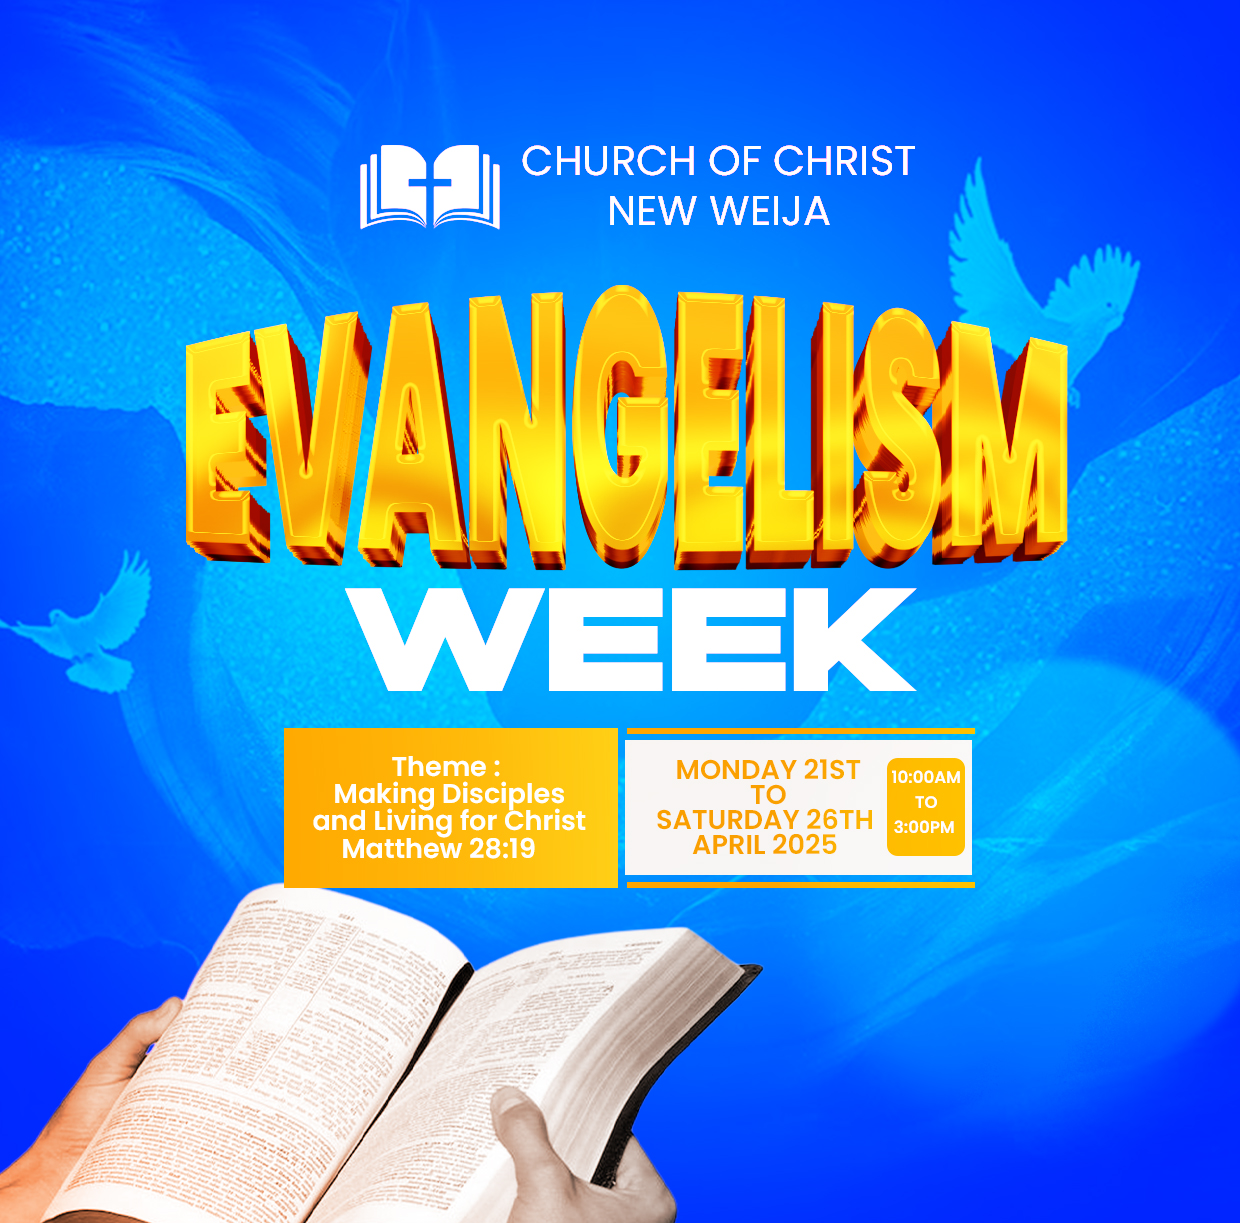 CHURCH OF CHRIST
NEW WEIJA
EVANGELISM
WEEK
Theme :
Making Disciples
and Living for Christ
Matthew 28:19
MONDAY 21ST
TO
SATURDAY 26TH
APRIL 2025
10:00AM
TO
3:00PM